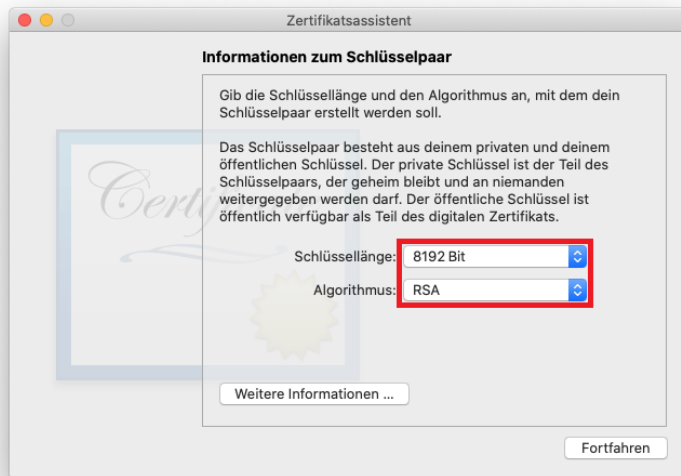 Zertifikatsassistent
Informationen zum Schlüsselpaar
Gib die Schlüssellänge und den Algorithmus an, mit dem dein
Schlüsselpaar erstellt werden soll.
Das Schlüsselpaar besteht aus deinem privaten und deinem
öffentlichen Schlüssel. Der private Schlüssel ist der Teil des
Schlüsselpaars, der geheim bleibt und an niemanden
weitergegeben werden darf. Der öffentliche Schlüssel ist
öffentlich verfügbar als Teil des digitalen Zertifikats.
Schlüssellänge: 8192 Bit
Algorithmus: RSA
Weitere Informationen ...
Fortfahren